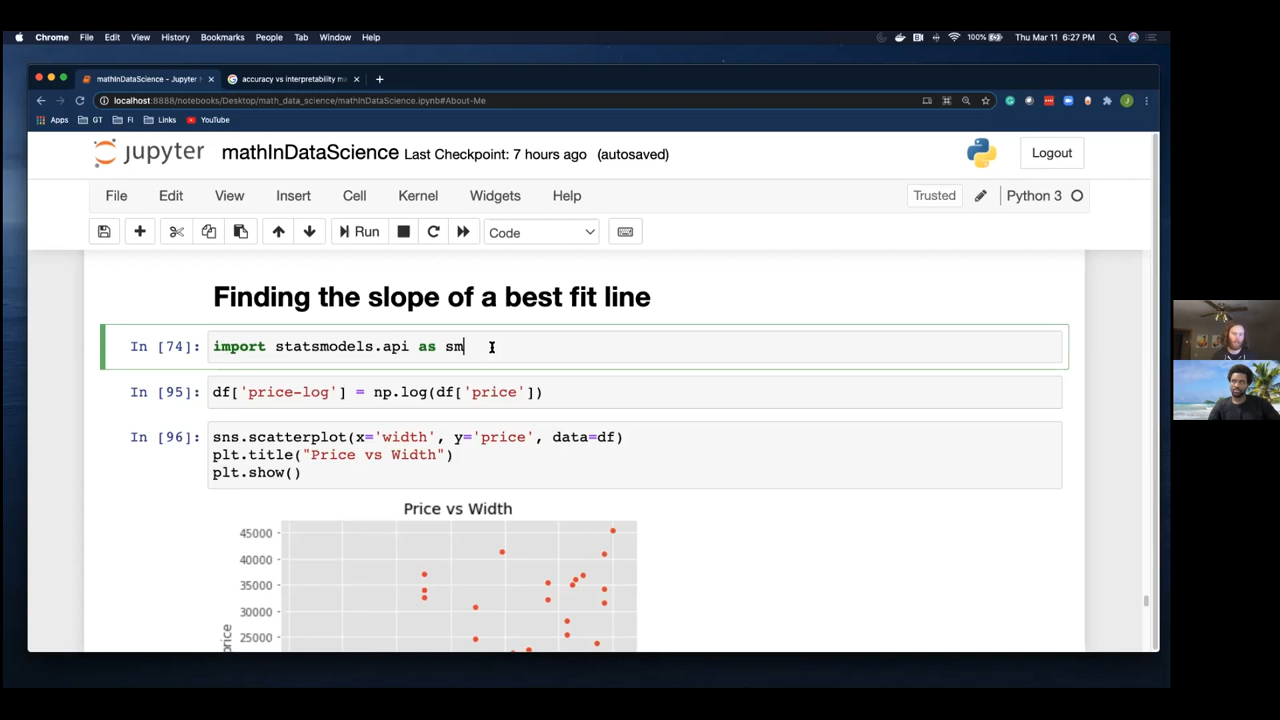 Chrome File Edit View History Bookmarks People Tab Window Help 100% Thu Mar 11 6:27 PM
mathInDataScience - Jupyter accuracy vs interpretability
localhost:8888/notebooks/Desktop/math_data_science/mathInDataScience.ipynb#About-Me
Apps GT FI Links YouTube
jupyter mathInDataScience Last Checkpoint: 7 hours ago (autosaved) Logout
File Edit View Insert Cell Kernel Widgets Help Trusted Python 3
Run Code
Finding the slope of a best fit line
In [74]: import statsmodels.api as sm
In [95]: df['price-log'] = np.log(df['price'])
In [96]: sns.scatterplot(x='width', y='price', data=df)
plt.title("Price vs Width")
plt.show()
Price vs Width
45000
40000
35000
30000
25000
price